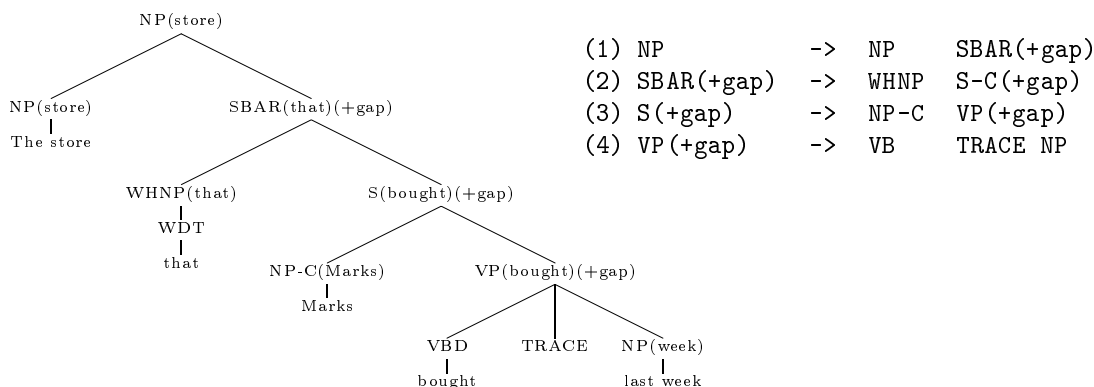 NP(store)
NP(store) SBAR(that)(+gap)
The store
WHNP(that) S(bought)(+gap)
WDT
that
NP-C(Marks) VP(bought)(+gap)
Marks
VBD TRACE NP(week)
bought last week
(1) NP -> NP SBAR(+gap)
(2) SBAR(+gap) -> WHNP S-C(+gap)
(3) S(+gap) -> NP-C VP(+gap)
(4) VP(+gap) -> VB TRACE NP